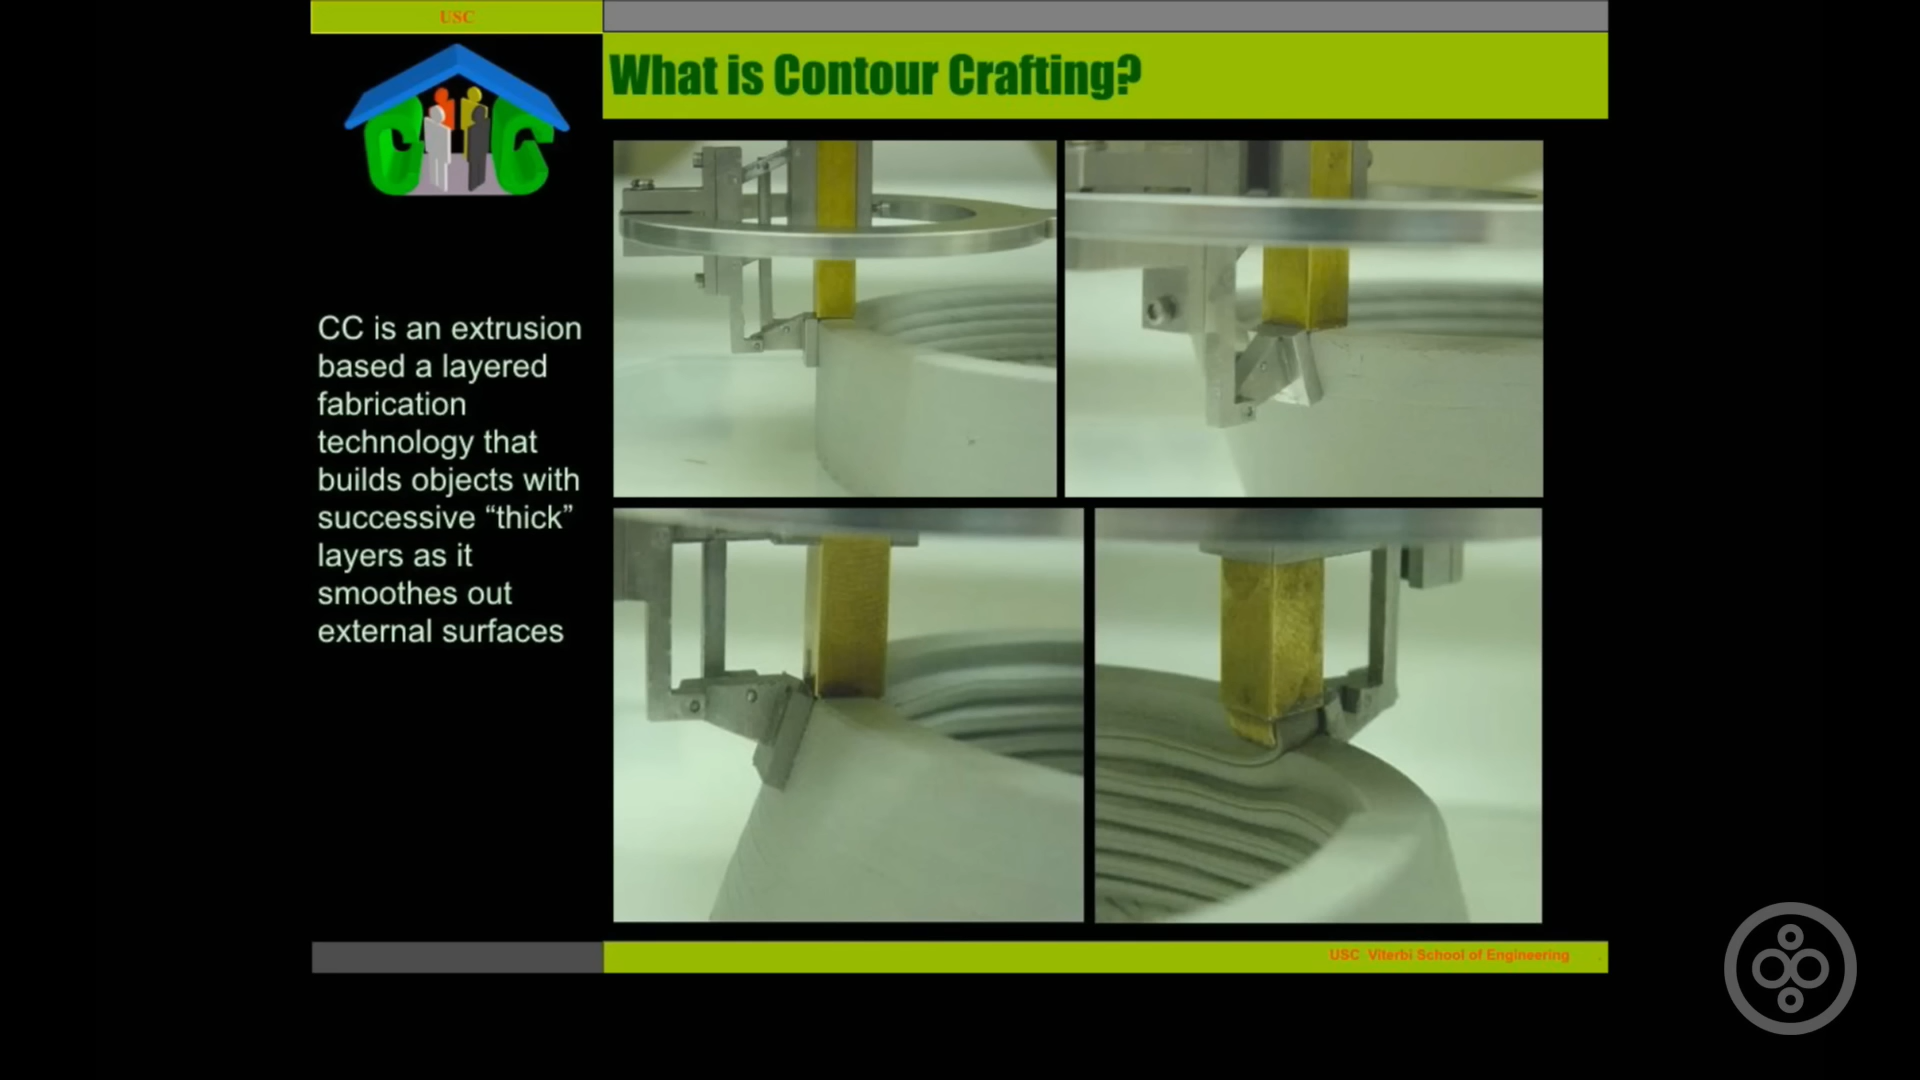 USC
What is Contour Crafting?
CC is an extrusion
based a layered
fabrication
technology that
builds objects with
successive “thick”
layers as it
smoothes out
external surfaces
USC Viterbi School of Engineering